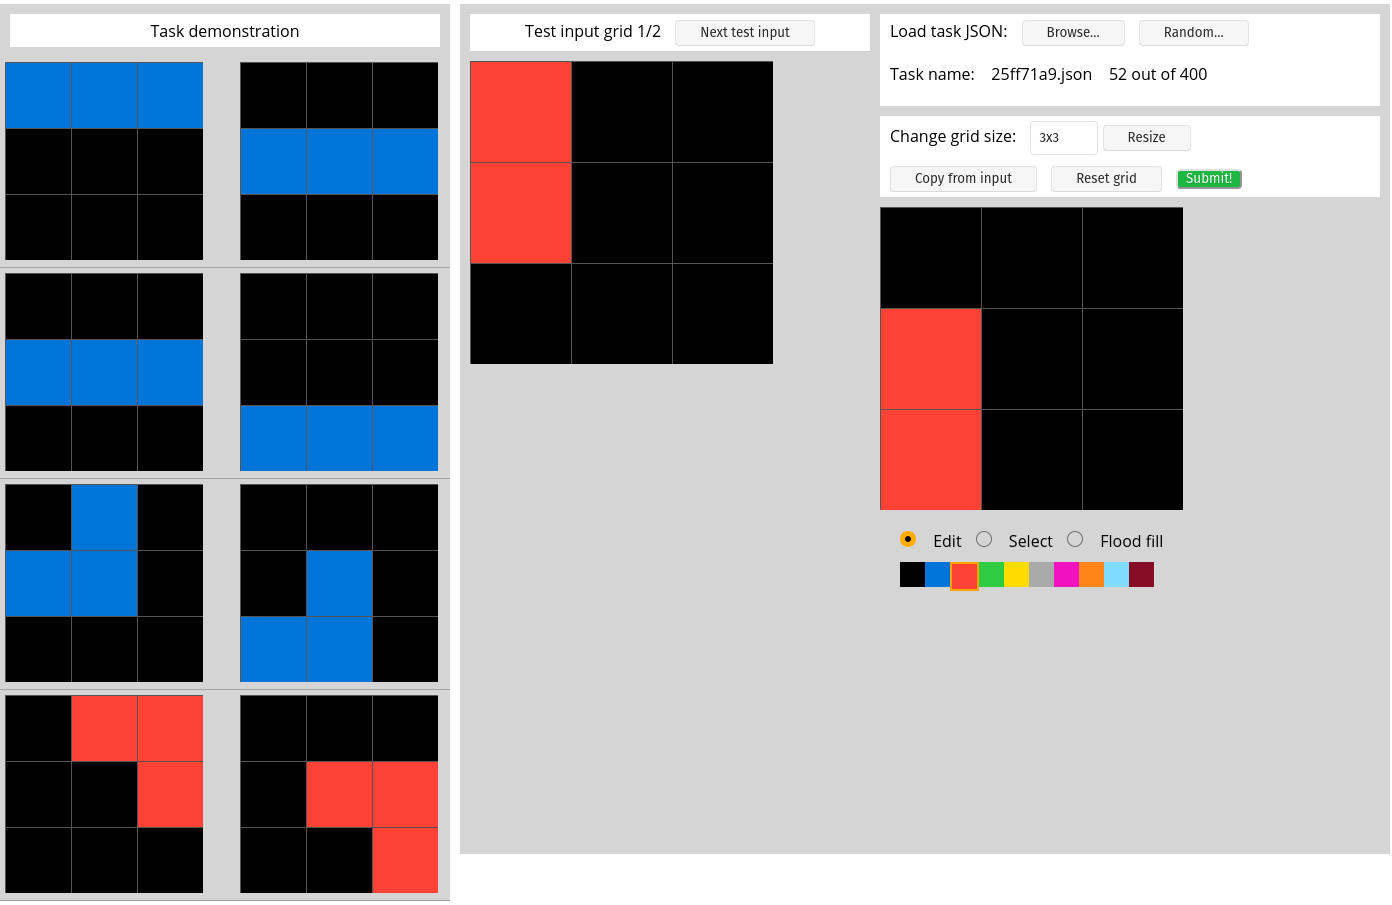 Task demonstration
Test input grid 1/2 Next test input
Load task JSON: Browse... Random...
Task name: 25ff71a9.json 52 out of 400
Change grid size: 3x3 Resize
Copy from input Reset grid Submit!
Edit Select Flood fill